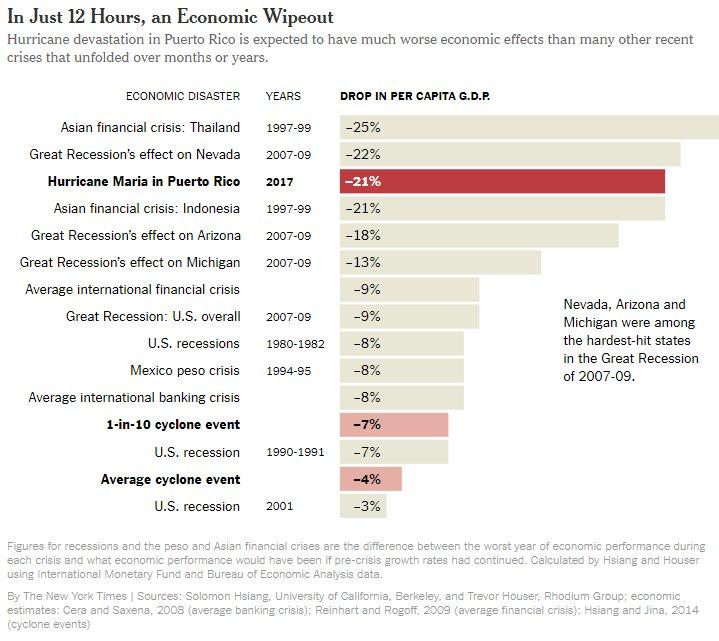 In Just 12 Hours, an Economic Wipeout
Hurricane devastation in Puerto Rico is expected to have much worse economic effects than many other recent
crises that unfolded over months or years.
ECONOMIC DISASTER YEARS DROP IN PER CAPITA G.D.P.
Asian financial crisis: Thailand 1997-99 –25%
Great Recession's effect on Nevada 2007-09 –22%
Hurricane Maria in Puerto Rico 2017 –21%
Asian financial crisis: Indonesia 1997-99 –21%
Great Recession's effect on Arizona 2007-09 –18%
Great Recession's effect on Michigan 2007-09 –13%
Average international financial crisis –9%
Great Recession: U.S. overall 2007-09 –9%
U.S. recessions 1980-1982 –8%
Mexico peso crisis 1994-95 –8%
Average international banking crisis –8%
1-in-10 cyclone event –7%
U.S. recession 1990-1991 –7%
Average cyclone event –4%
U.S. recession 2001 –3%
Nevada, Arizona and
Michigan were among
the hardest-hit states
in the Great Recession
of 2007-09.
Figures for recessions and the peso and Asian financial crises are the difference between the worst year of economic performance during
each crisis and what economic performance would have been if pre-crisis growth rates had continued. Calculated by Hsiang and Houser
using International Monetary Fund and Bureau of Economic Analysis data.
By The New York Times | Sources: Solomon Hsiang, University of California, Berkeley, and Trevor Houser, Rhodium Group; economic
estimates: Cerra and Saxena, 2008 (average banking crisis); Reinhart and Rogoff, 2009 (average financial crisis); Hsiang and Jina, 2014
(cyclone events)